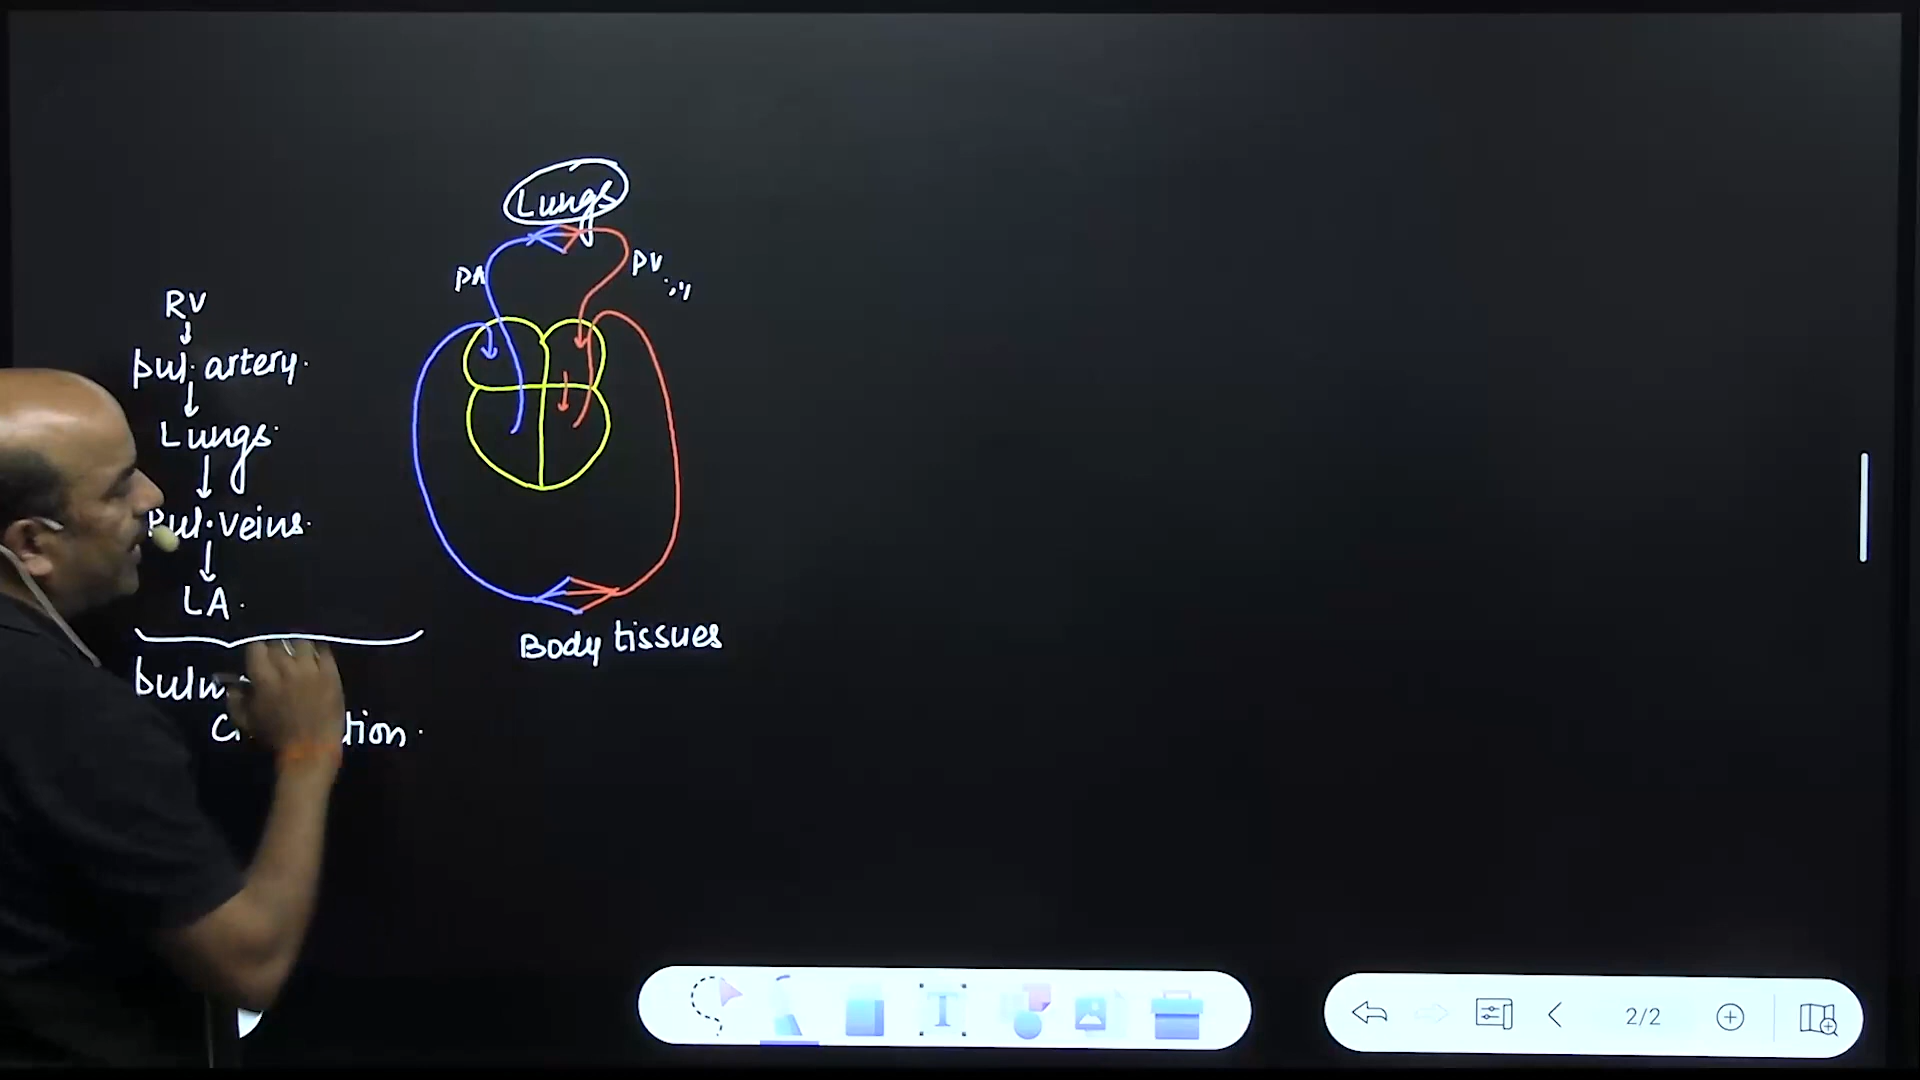 Lungs
PA
PV
RV
↓
pul. artery.
↓
Lungs.
↓
Pul. veins.
↓
LA.
Body tissues
2/2